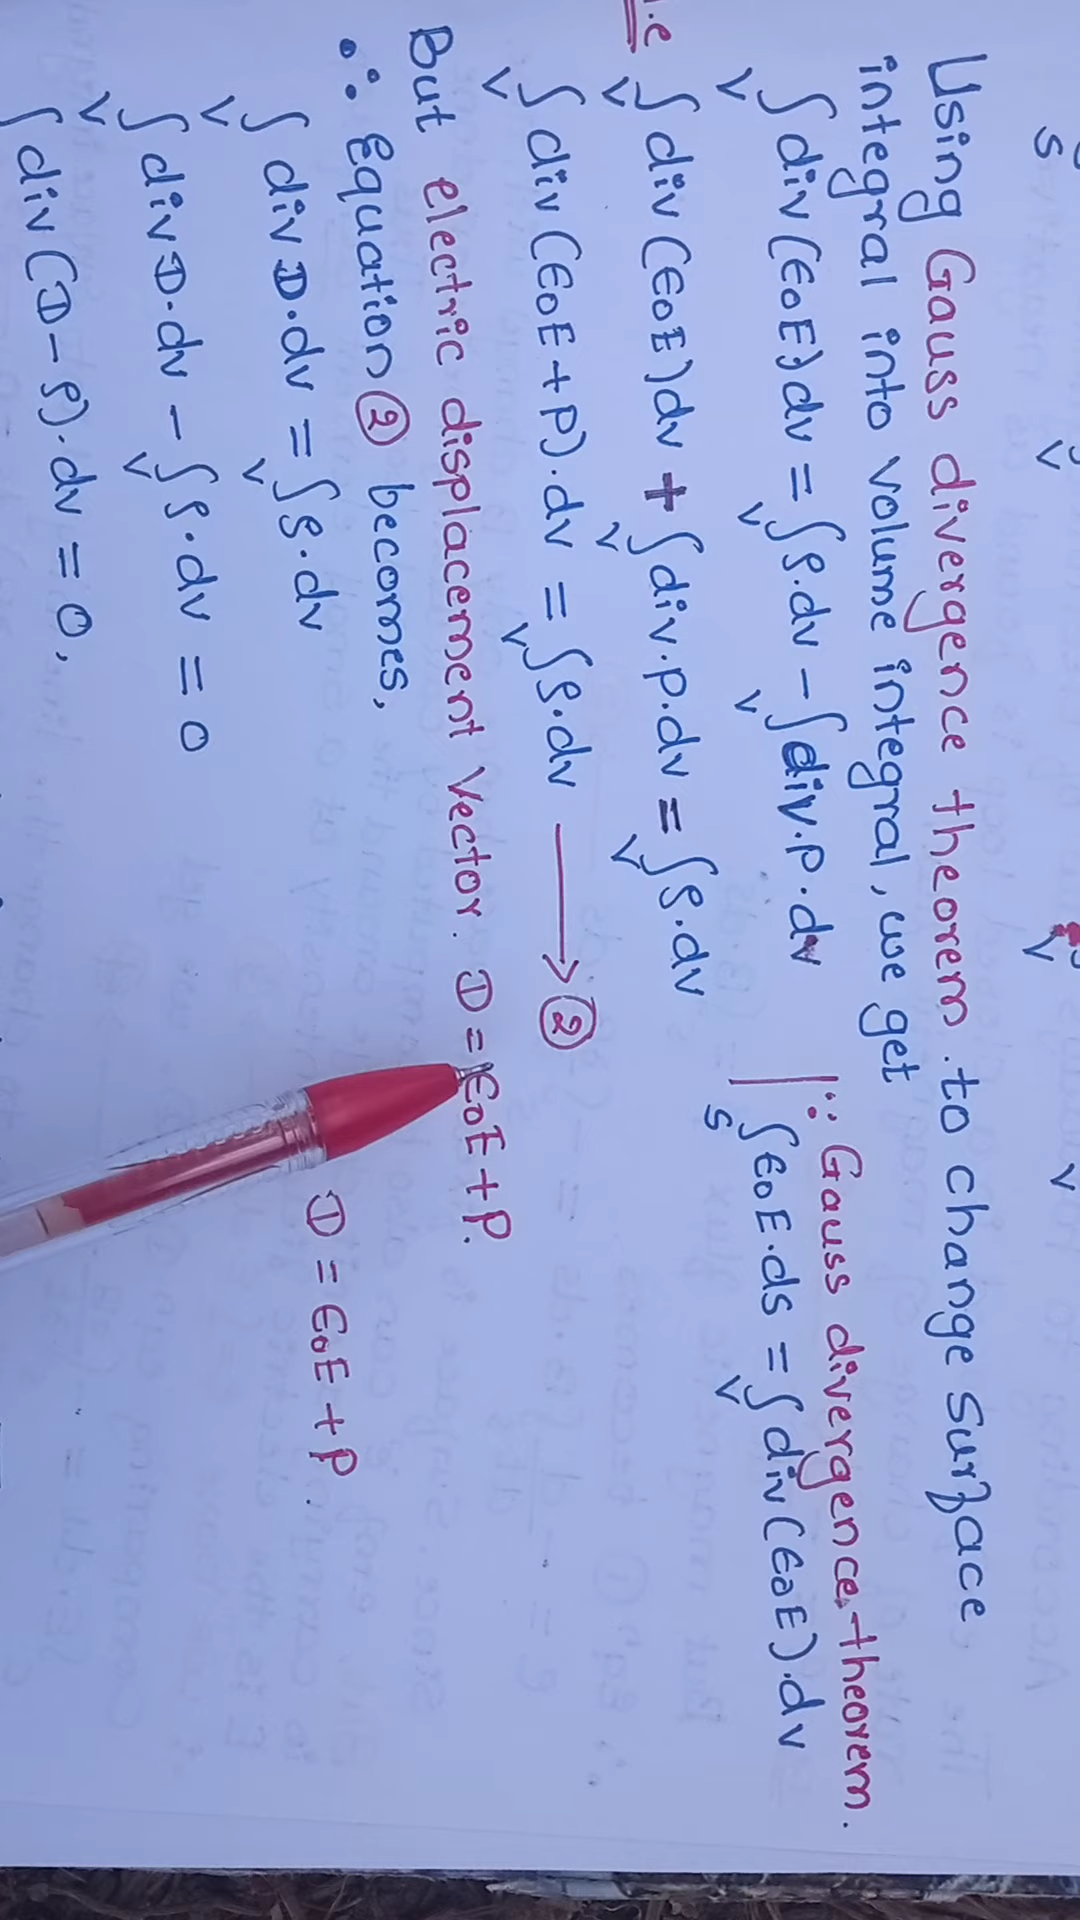 s v v v
Using Gauss divergence theorem to change surface
integral into volume integral, we get
∫v div(ε0E)dv = ∫v ρ.dv - ∫v div.p.dv | ∵ Gauss divergence theorem.
∫s ε0E.ds = ∫v div(ε0E).dv
i.e ∫v div(ε0E)dv + ∫v div.p.dv = ∫v ρ.dv
∫v div(ε0E+p).dv = ∫v ρ.dv ⟶ ②
But electric displacement vector. D = ε0E+p.
∴ Equation ② becomes, D = ε0E+p.
∫v div D.dv = ∫v ρ.dv
∫v div D.dv - ∫v ρ.dv = 0
∫v div(D-ρ).dv = 0,